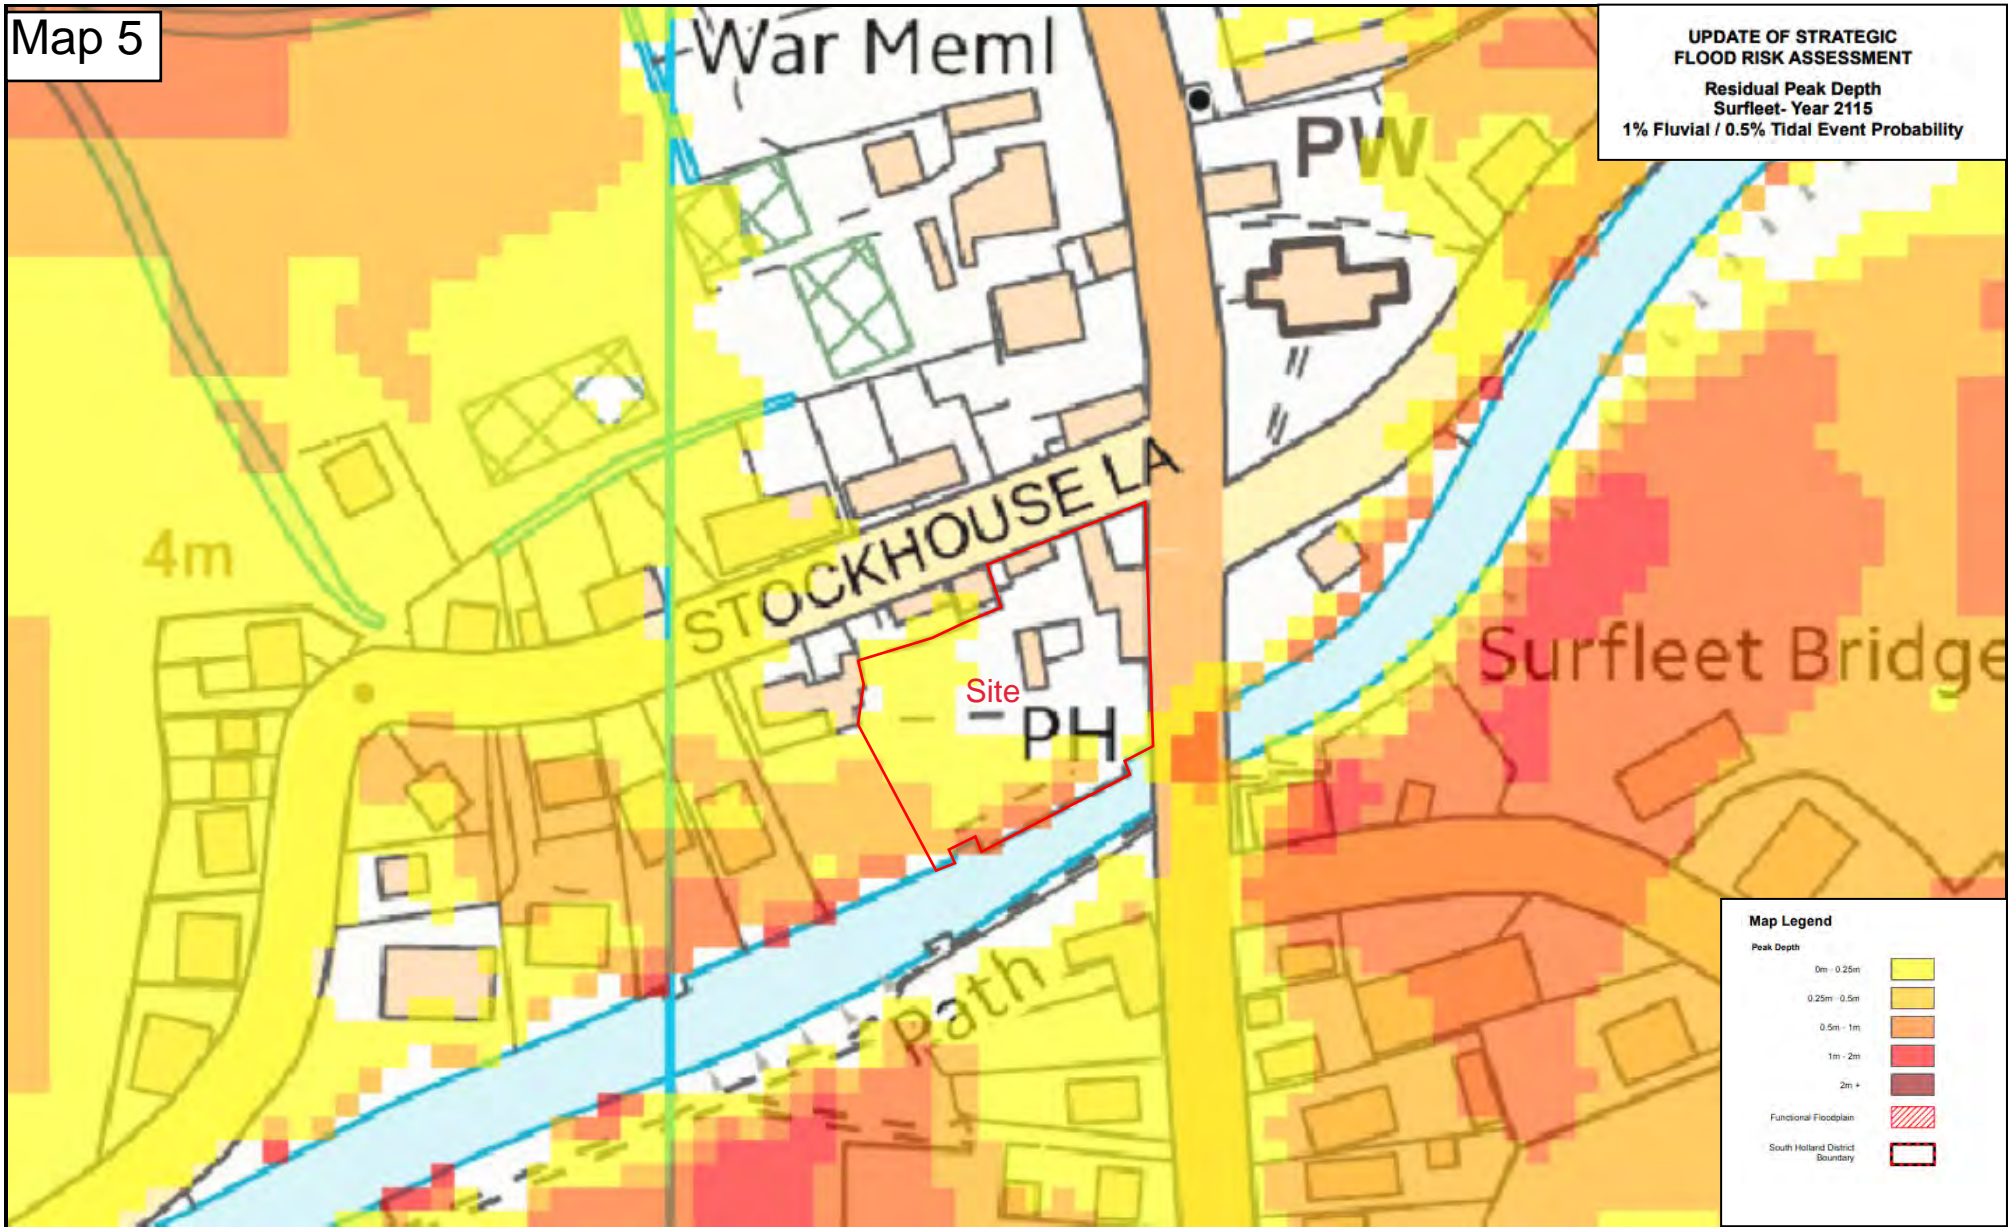 Map 5
War Meml
UPDATE OF STRATEGIC
FLOOD RISK ASSESSMENT
Residual Peak Depth
Surfleet- Year 2115
1% Fluvial / 0.5% Tidal Event Probability
PW
STOCKHOUSE LA
4m
Surfleet Bridge
Site
PH
Path
Map Legend
Peak Depth
0m - 0.25m
0.25m - 0.5m
0.5m - 1m
1m - 2m
2m +
Functional Floodplain
South Holland District
Boundary